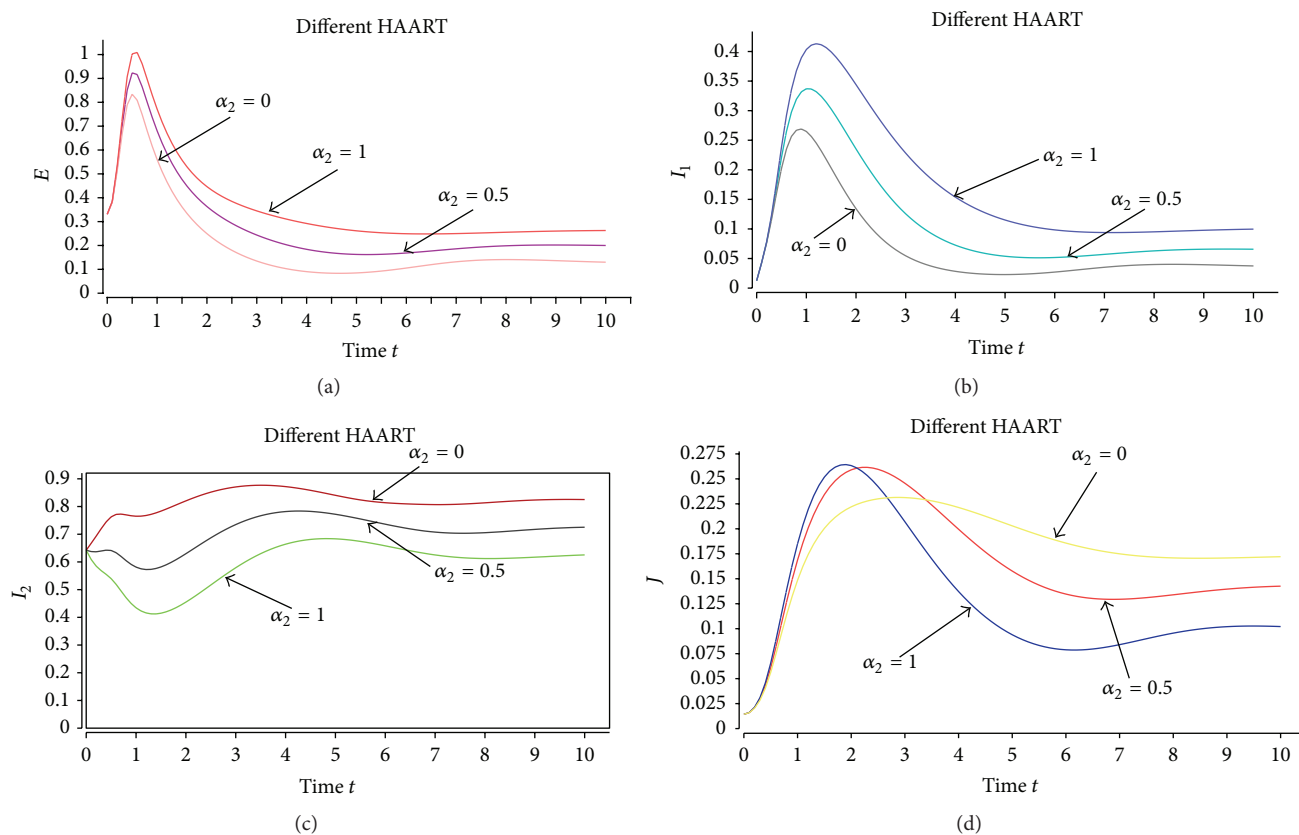 Different HAART
1
0.9
0.8
0.7
0.6
0.5
0.4
0.3
0.2
0.1
0
E
α2 = 0
α2 = 1
α2 = 0.5
0 1 2 3 4 5 6 7 8 9 10
Time t
(a)
Different HAART
0.4
0.35
0.3
0.25
0.2
0.15
0.1
0.05
0
I1
α2 = 1
α2 = 0.5
α2 = 0
0 1 2 3 4 5 6 7 8 9 10
Time t
(b)
Different HAART
0.9
0.8
0.7
0.6
0.5
0.4
0.3
0.2
0.1
0
I2
α2 = 0
α2 = 0.5
α2 = 1
0 1 2 3 4 5 6 7 8 9 10
Time t
(c)
Different HAART
0.275
0.25
0.225
0.2
0.175
0.15
0.125
0.1
0.075
0.05
0.025
0
J
α2 = 0
α2 = 1
α2 = 0.5
0 1 2 3 4 5 6 7 8 9 10
Time t
(d)